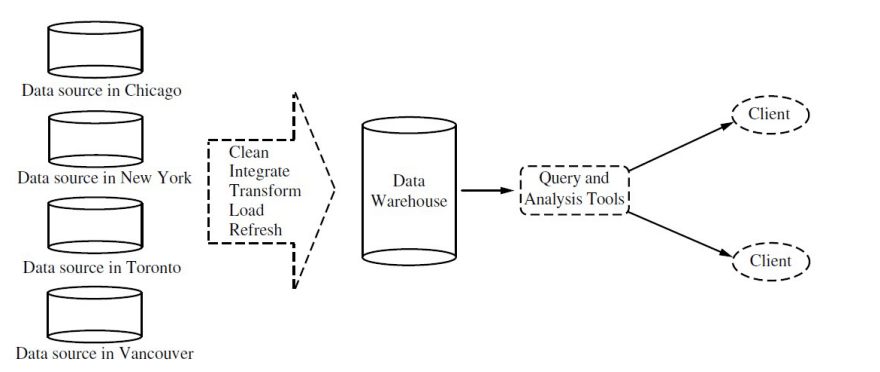 Data source in Chicago
Data source in New York
Data source in Toronto
Data source in Vancouver
Clean
Integrate
Transform
Load
Refresh
Data
Warehouse
Query and
Analysis Tools
Client
Client